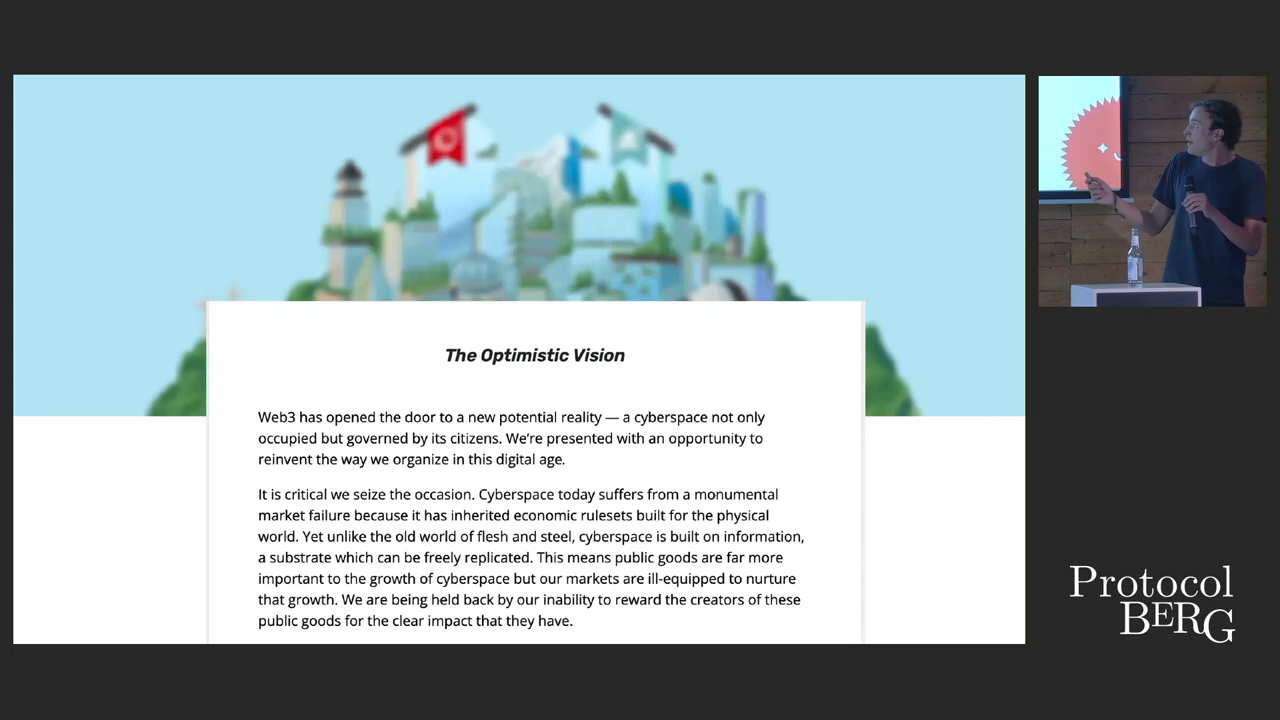 The Optimistic Vision
Web3 has opened the door to a new potential reality — a cyberspace not only
occupied but governed by its citizens. We’re presented with an opportunity to
reinvent the way we organize in this digital age.
It is critical we seize the occasion. Cyberspace today suffers from a monumental
market failure because it has inherited economic rulesets built for the physical
world. Yet unlike the old world of flesh and steel, cyberspace is built on information,
a substrate which can be freely replicated. This means public goods are far more
important to the growth of cyberspace but our markets are ill-equipped to nurture
that growth. We are being held back by our inability to reward the creators of these
public goods for the clear impact that they have.
Protocol
BERG